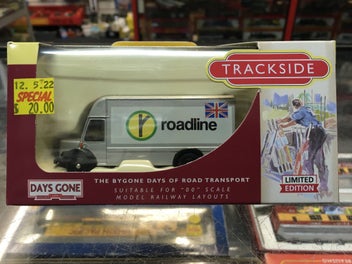 TRACKSIDE
12.5.22
SPECIAL
$ 20.00
roadline
DAYS GONE
THE BYGONE DAYS OF ROAD TRANSPORT
SUITABLE FOR "00" SCALE
MODEL RAILWAY LAYOUTS
LIMITED
EDITION